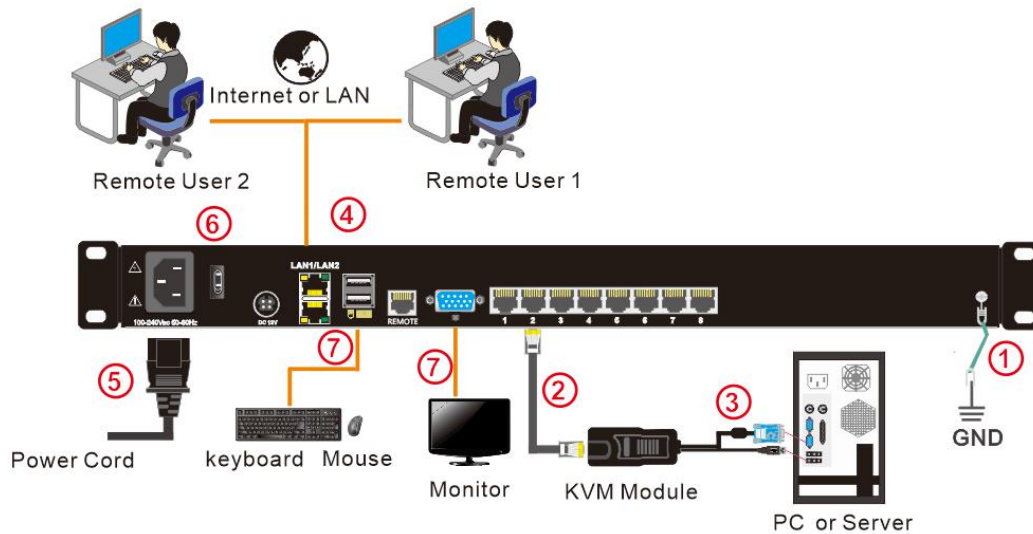 Internet or LAN
Remote User 2
Remote User 1
⑥
④
LAN1/LAN2
DC 12V
REMOTE
1 2 3 4 5 6 7 8
100-240Vac 50-60Hz
⑤
⑦
⑦
②
③
①
GND
Power Cord
keyboard Mouse
Monitor
KVM Module
PC or Server